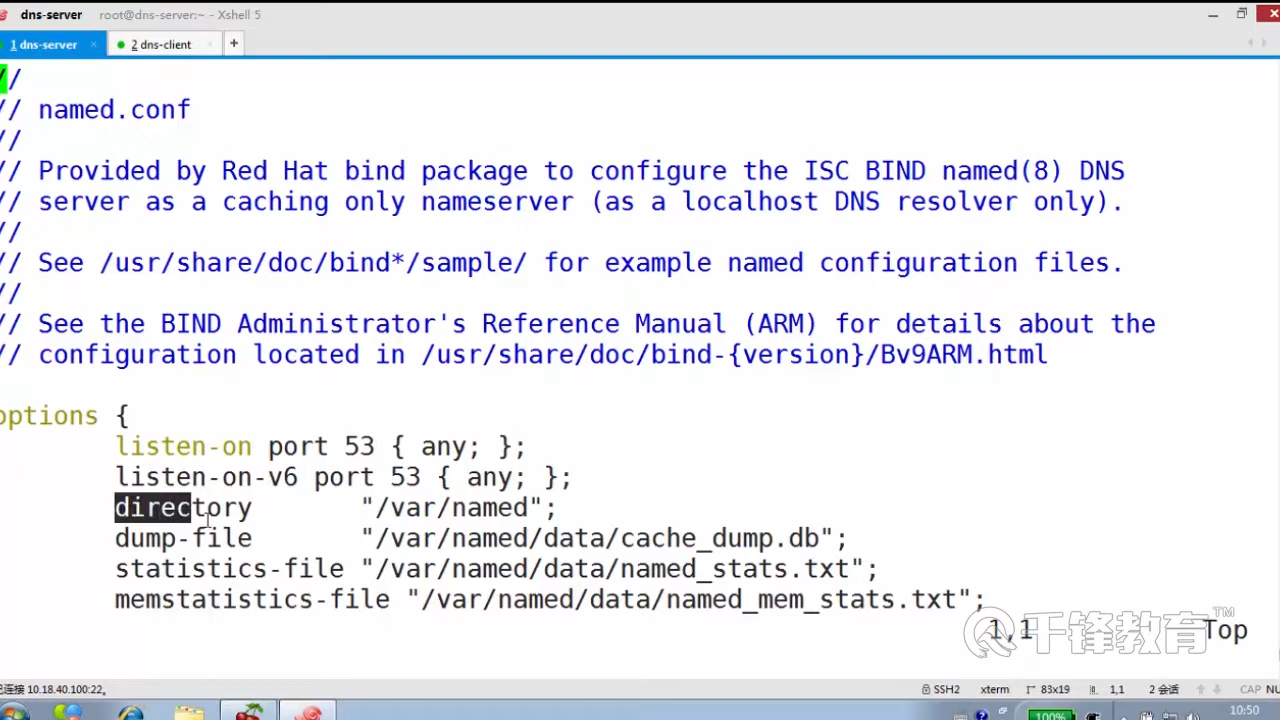 dns-server root@dns-server:~ - Xshell 5
1 dns-server × 2 dns-client +
//
// named.conf
//
// Provided by Red Hat bind package to configure the ISC BIND named(8) DNS
// server as a caching only nameserver (as a localhost DNS resolver only).
//
// See /usr/share/doc/bind*/sample/ for example named configuration files.
//
// See the BIND Administrator's Reference Manual (ARM) for details about the
// configuration located in /usr/share/doc/bind-{version}/Bv9ARM.html
options {
listen-on port 53 { any; };
listen-on-v6 port 53 { any; };
directory "/var/named";
dump-file "/var/named/data/cache_dump.db";
statistics-file "/var/named/data/named_stats.txt";
memstatistics-file "/var/named/data/named_mem_stats.txt";
1,1 Top
千锋教育™
已连接 10.18.40.100:22。 SSH2 xterm 83x19 1,1 2 会话 CAP NU
100% 10:50